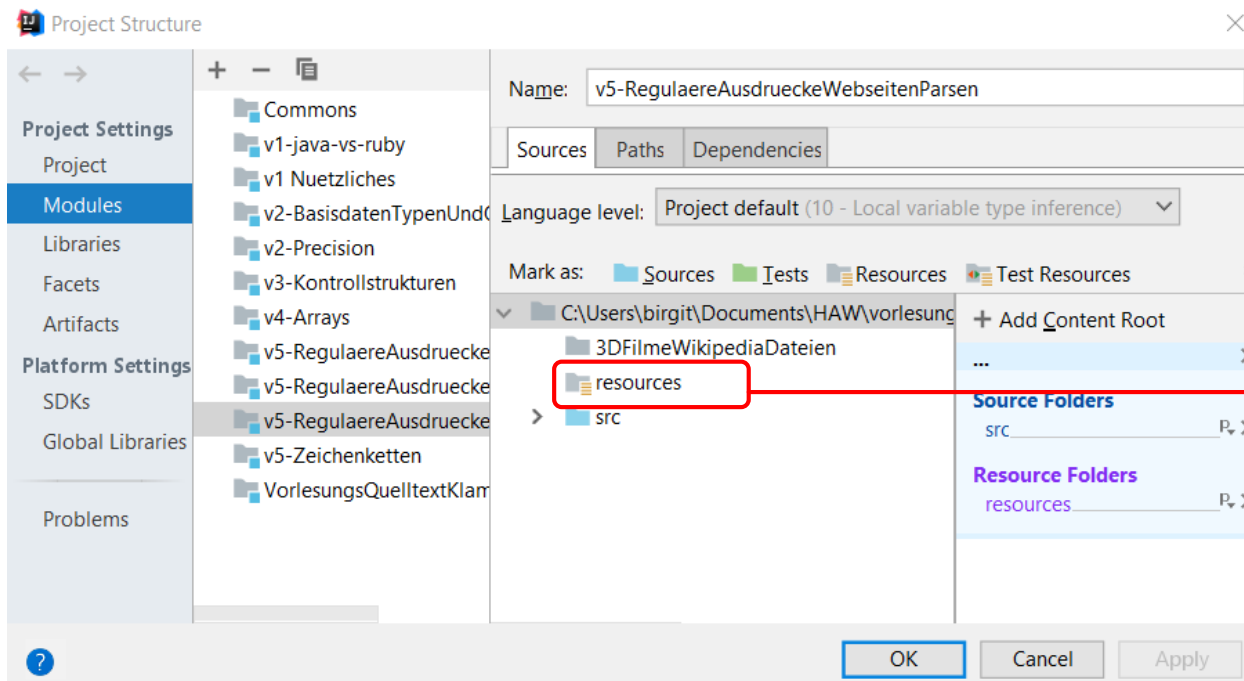 Project Structure
Project Settings
Project
Modules
Libraries
Facets
Artifacts
Platform Settings
SDKs
Global Libraries
Problems
Commons
v1-java-vs-ruby
v1 Nuetzliches
v2-BasisdatenTypenUnd
v2-Precision
v3-Kontrollstrukturen
v4-Arrays
v5-RegulaereAusdruecke
v5-RegulaereAusdruecke
v5-RegulaereAusdruecke
v5-Zeichenketten
VorlesungsQuelltextKlam
Name: v5-RegulaereAusdrueckeWebseitenParsen
Sources Paths Dependencies
Language level: Project default (10 - Local variable type inference)
Mark as: Sources Tests Resources Test Resources
C:\Users\birgit\Documents\HAW\vorlesung
3DFilmeWikipediaDateien
resources
src
+ Add Content Root
...
Source Folders
src
Resource Folders
resources
? OK Cancel Apply